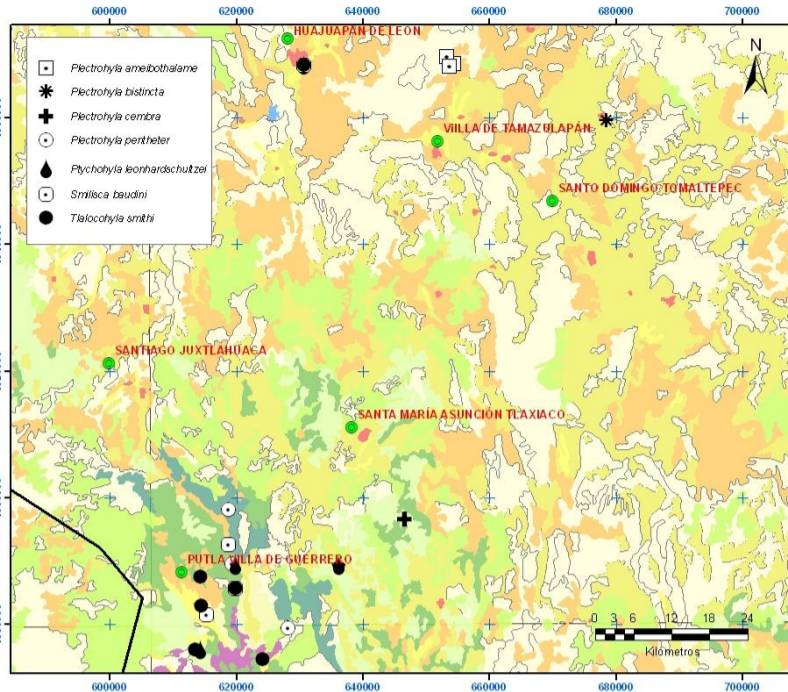 600000 620000 640000 660000 680000 700000
HUAJUAPAN DE LEÓN
N
Plectrohyla ameibothalame
Plectrohyla bistincta
Plectrohyla cembra
Plectrohyla pentheter
Ptychohyla leonhardschultzei
Smilisca baudini
Tlalocohyla smithi
VIILLA DE TAMAZULAPÁN
SANTO DOMINGO TOMALTEPEC
SANTIAGO JUXTLAHUACA
SANTA MARÍA ASUNCIÓN TLAXIACO
PUTLA VILLA DE GUERRERO
0 3 6 12 18 24
Kilómetros
600000 620000 640000 660000 680000 700000